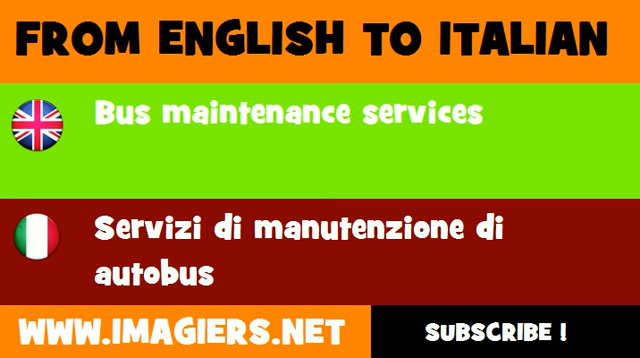 FROM ENGLISH TO ITALIAN
Bus maintenance services
Servizi di manutenzione di
autobus
WWW.IMAGIERS.NET
SUBSCRIBE !